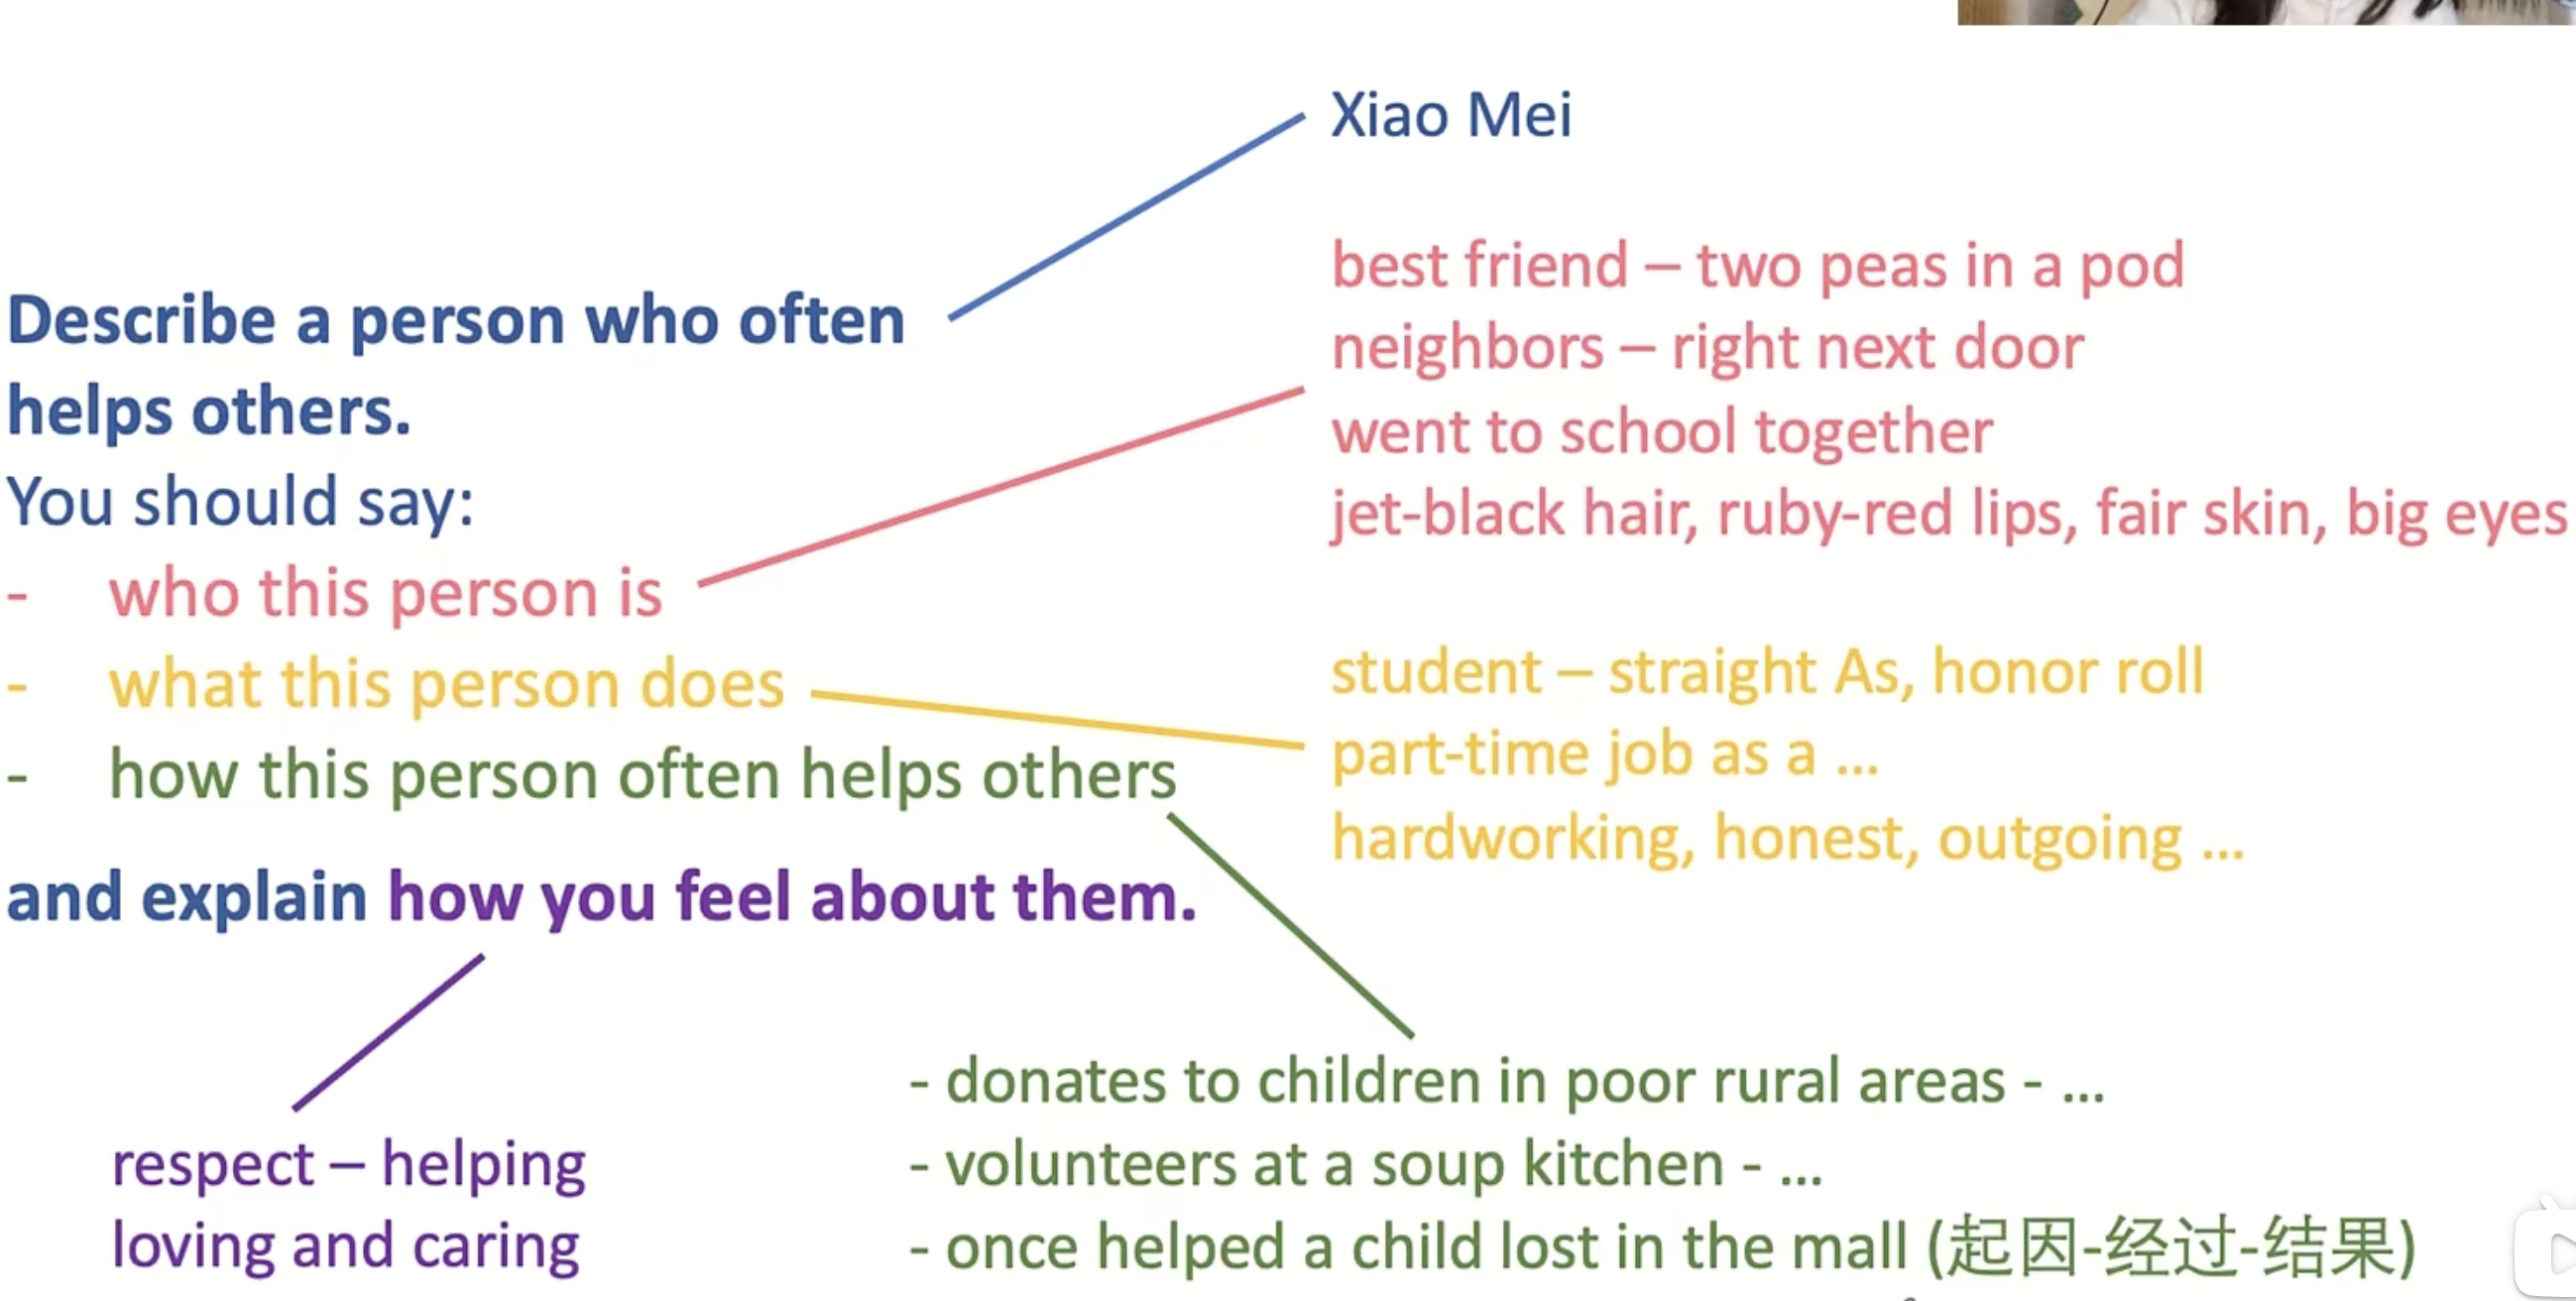 Describe a person who often
helps others.
You should say:
- who this person is
- what this person does
- how this person often helps others
and explain how you feel about them.
Xiao Mei
best friend – two peas in a pod
neighbors – right next door
went to school together
jet-black hair, ruby-red lips, fair skin, big eyes
student – straight As, honor roll
part-time job as a ...
hardworking, honest, outgoing ...
- donates to children in poor rural areas - ...
- volunteers at a soup kitchen - ...
- once helped a child lost in the mall (起因-经过-结果)
respect – helping
loving and caring